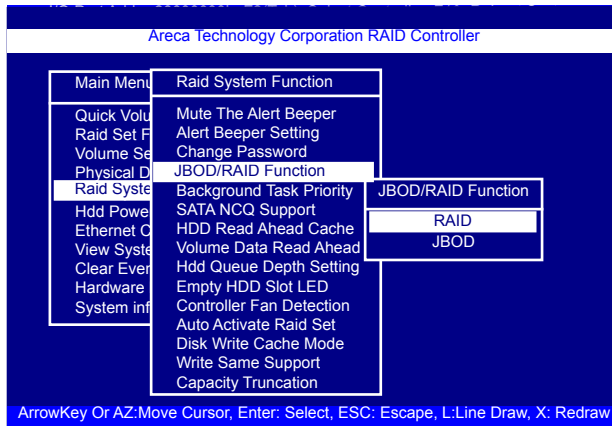 Areca Technology Corporation RAID Controller
Main Menu
Quick Volu
Raid Set F
Volume Se
Physical D
Raid Syste
Hdd Powe
Ethernet C
View Syste
Clear Even
Hardware
System inf
Raid System Function
Mute The Alert Beeper
Alert Beeper Setting
Change Password
JBOD/RAID Function
Background Task Priority
SATA NCQ Support
HDD Read Ahead Cache
Volume Data Read Ahead
Hdd Queue Depth Setting
Empty HDD Slot LED
Controller Fan Detection
Auto Activate Raid Set
Disk Write Cache Mode
Write Same Support
Capacity Truncation
JBOD/RAID Function
RAID
JBOD
ArrowKey Or AZ:Move Cursor, Enter: Select, ESC: Escape, L:Line Draw, X: Redraw